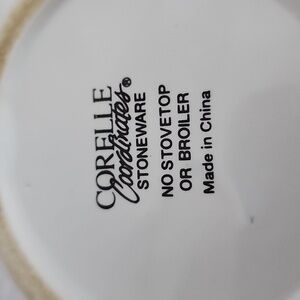 CORELLE
Coordinates®
STONEWARE
NO STOVETOP
OR BROILER
Made in China